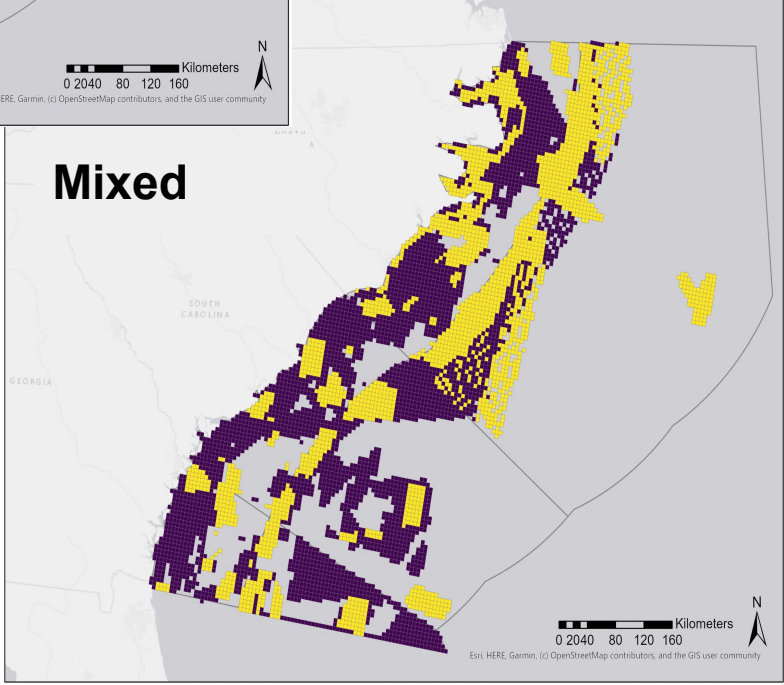 N
Kilometers
0 2040 80 120 160
ERE, Garmin, (c) OpenStreetMap contributors, and the GIS user community
NORTH
A
Mixed
SOUTH
CAROLINA
GEORGIA
N
Kilometers
0 2040 80 120 160
Esri, HERE, Garmin, (c) OpenStreetMap contributors, and the GIS user community